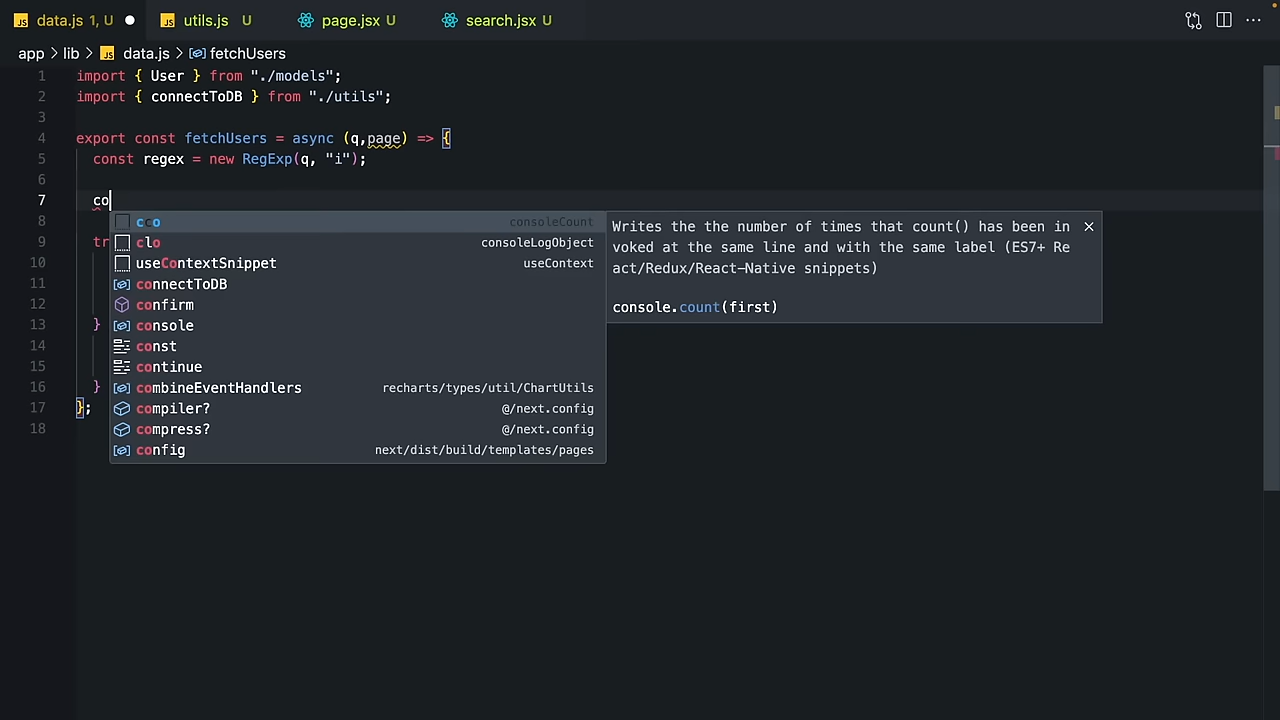 data.js 1, U utils.js U page.jsx U search.jsx U
app > lib > data.js > fetchUsers
1 import { User } from "./models";
2 import { connectToDB } from "./utils";
3
4 export const fetchUsers = async (q,page) => {
5 const regex = new RegExp(q, "i");
6
7 co
8 cco consoleCount
9 tr clo consoleLogObject
10 useContextSnippet useContext
11 connectToDB
12 confirm
13 } console
14 const
15 continue
16 } combineEventHandlers recharts/types/util/ChartUtils
17 }; compiler? @/next.config
18 compress? @/next.config
config next/dist/build/templates/pages
Writes the the number of times that count() has been in
voked at the same line and with the same label (ES7+ Re
act/Redux/React-Native snippets)
console.count(first)